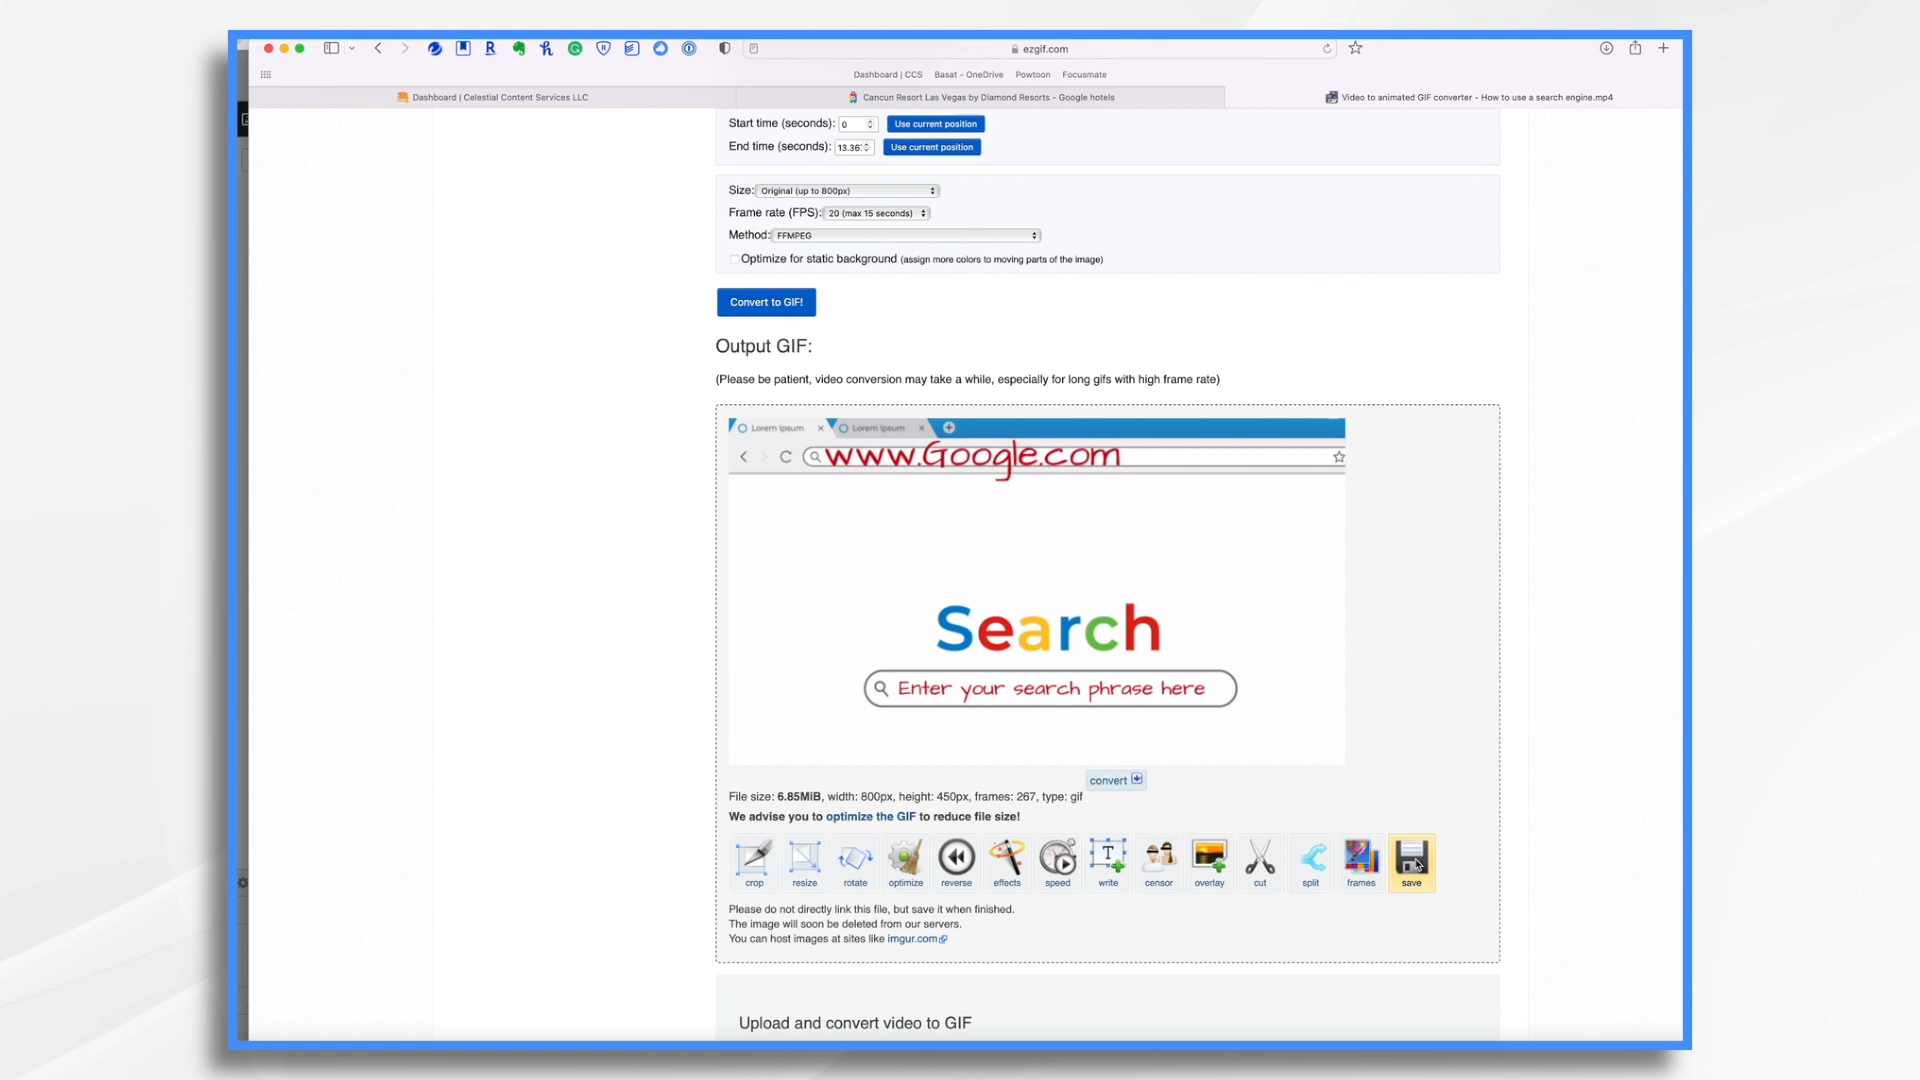 ezgif.com
Dashboard | CCS Basat - OneDrive Powtoon Focusmate
Dashboard | Celestial Content Services LLC
Cancun Resort Las Vegas by Diamond Resorts - Google hotels
Video to animated GIF converter - How to use a search engine.mp4
Start time (seconds): 0 Use current position
End time (seconds): 13.36 Use current position
Size: Original (up to 800px)
Frame rate (FPS): 20 (max 15 seconds)
Method: FFMPEG
Optimize for static background (assign more colors to moving parts of the image)
Convert to GIF!
Output GIF:
(Please be patient, video conversion may take a while, especially for long gifs with high frame rate)
Lorem Ipsum Lorem Ipsum
www.Google.com
Search
Enter your search phrase here
convert
File size: 6.85MiB, width: 800px, height: 450px, frames: 267, type: gif
We advise you to optimize the GIF to reduce file size!
crop resize rotate optimize reverse effects speed write censor overlay cut split frames save
Please do not directly link this file, but save it when finished.
The image will soon be deleted from our servers.
You can host images at sites like imgur.com
Upload and convert video to GIF